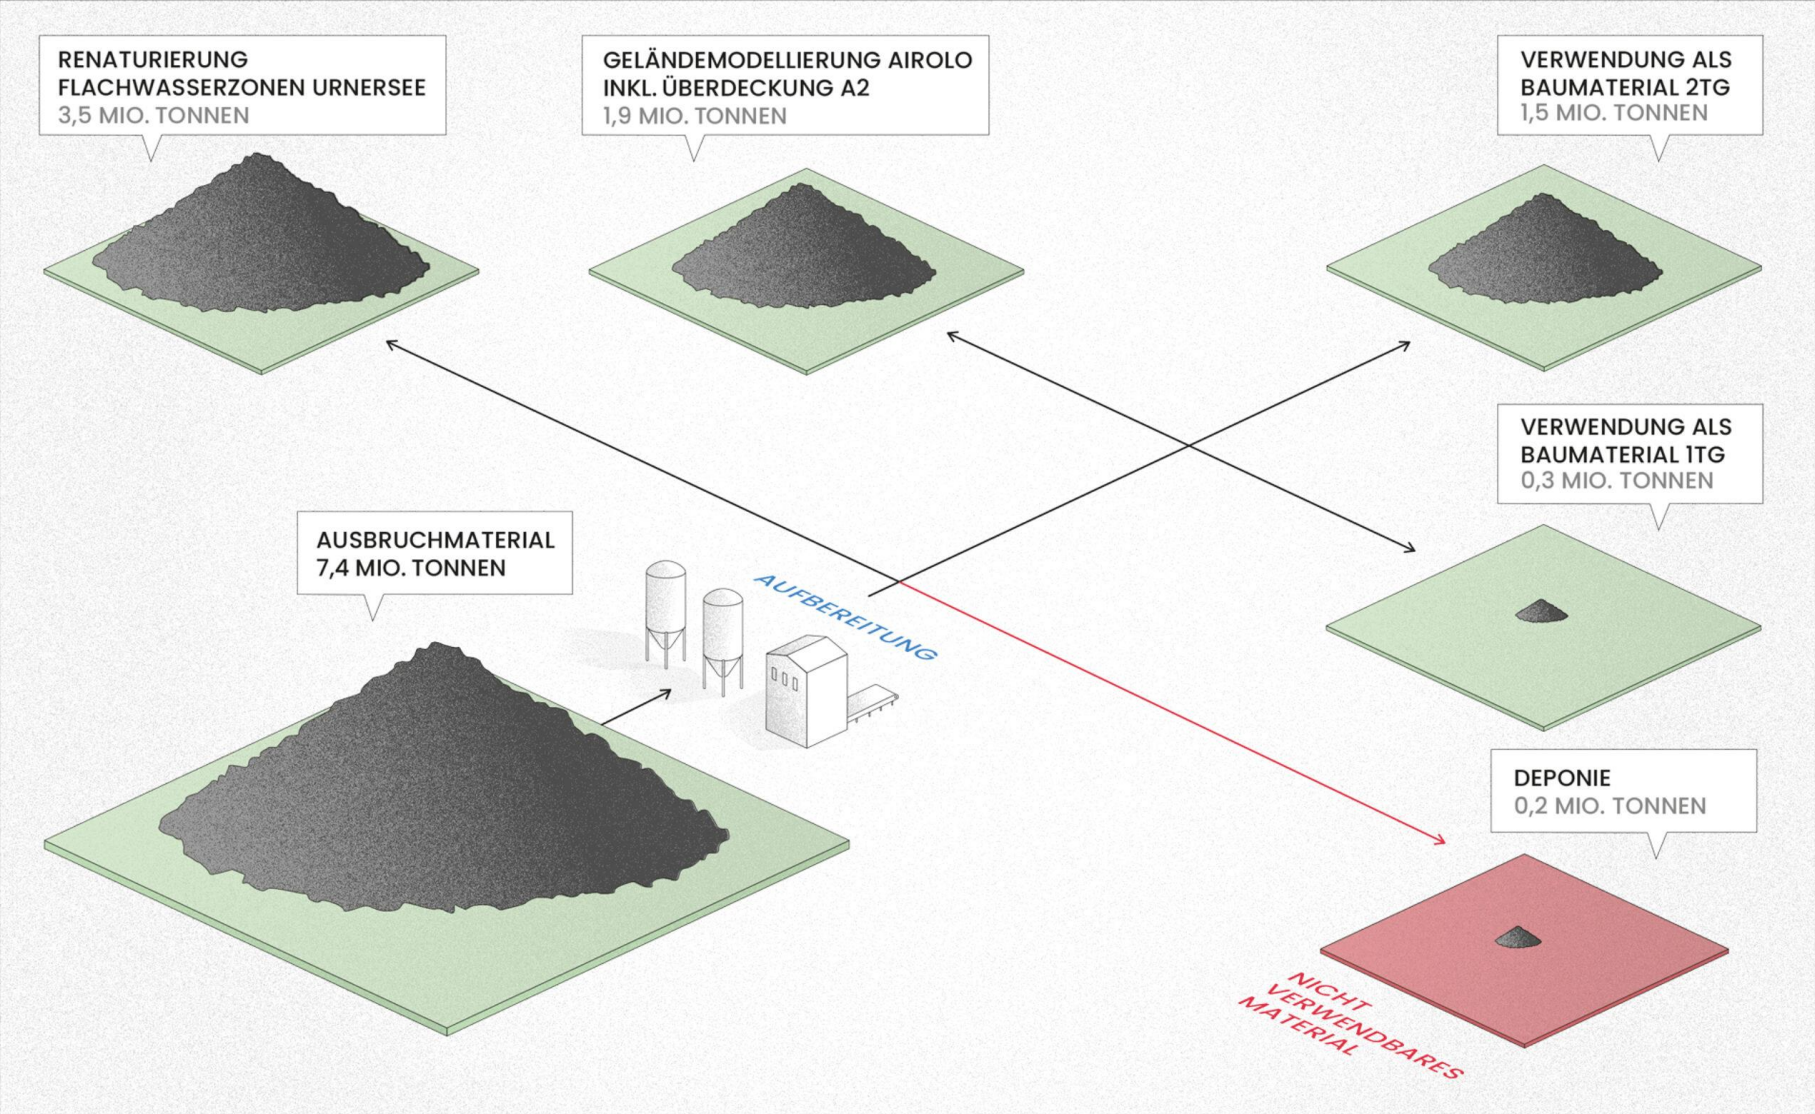 RENATURIERUNG
FLACHWASSERZONEN URNERSEE
3,5 MIO. TONNEN
GELÄNDEMODELLIERUNG AIROLO
INKL. ÜBERDECKUNG A2
1,9 MIO. TONNEN
VERWENDUNG ALS
BAUMATERIAL 2TG
1,5 MIO. TONNEN
VERWENDUNG ALS
BAUMATERIAL 1TG
0,3 MIO. TONNEN
AUSBRUCHMATERIAL
7,4 MIO. TONNEN
AUFBEREITUNG
DEPONIE
0,2 MIO. TONNEN
NICHT
VERWENDBARES
MATERIAL